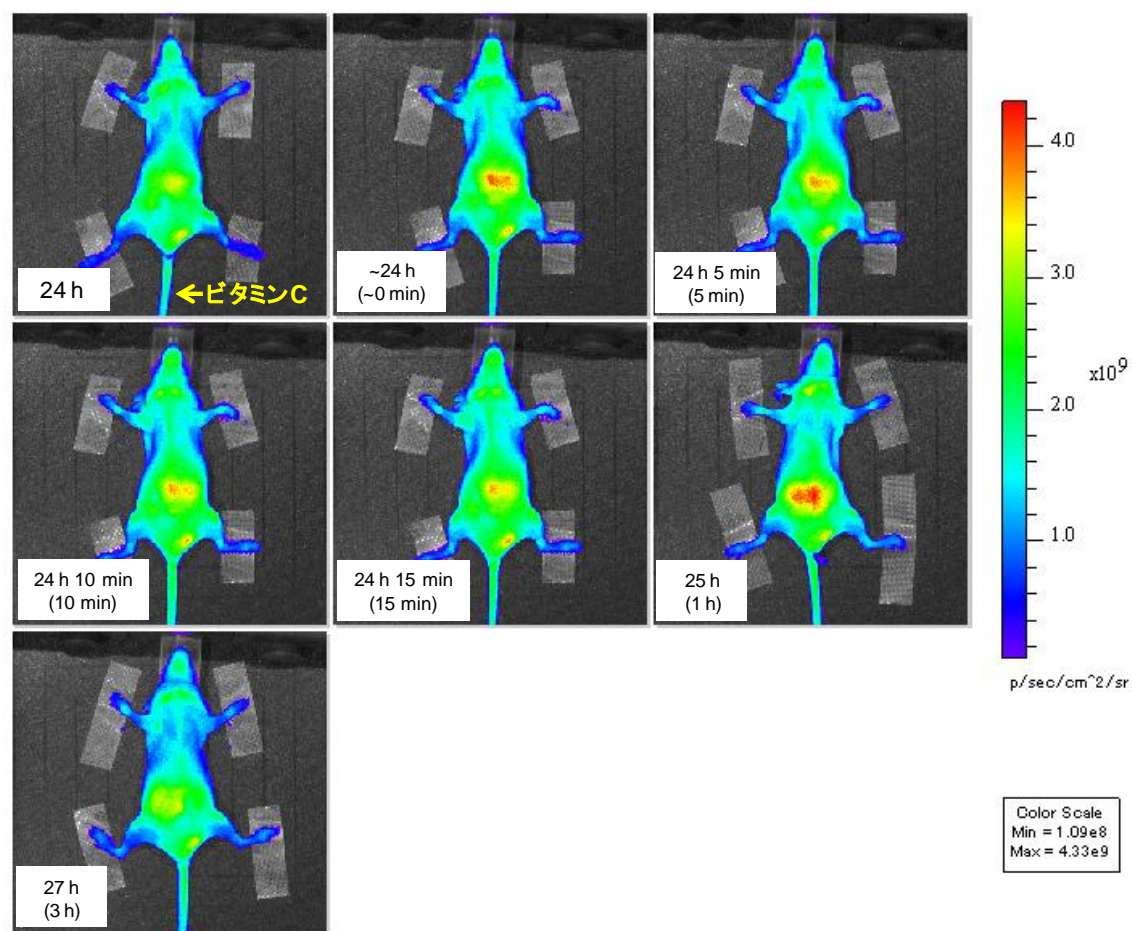 24 h
←ビタミンC
~24 h
(~0 min)
24 h 5 min
(5 min)
24 h 10 min
(10 min)
24 h 15 min
(15 min)
25 h
(1 h)
27 h
(3 h)
4.0
3.0
x10^9
2.0
1.0
p/sec/cm^2/sr
Color Scale
Min = 1.09e8
Max = 4.33e9